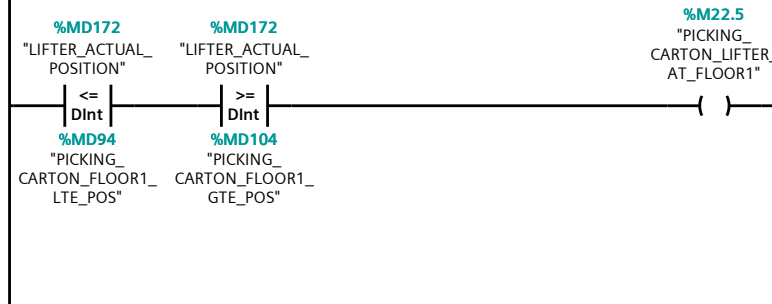 %MD172
"LIFTER_ACTUAL_
POSITION"
<=
DInt
%MD94
"PICKING_
CARTON_FLOOR1_
LTE_POS"
%MD172
"LIFTER_ACTUAL_
POSITION"
>=
DInt
%MD104
"PICKING_
CARTON_FLOOR1_
GTE_POS"
%M22.5
"PICKING_
CARTON_LIFTER_
AT_FLOOR1"